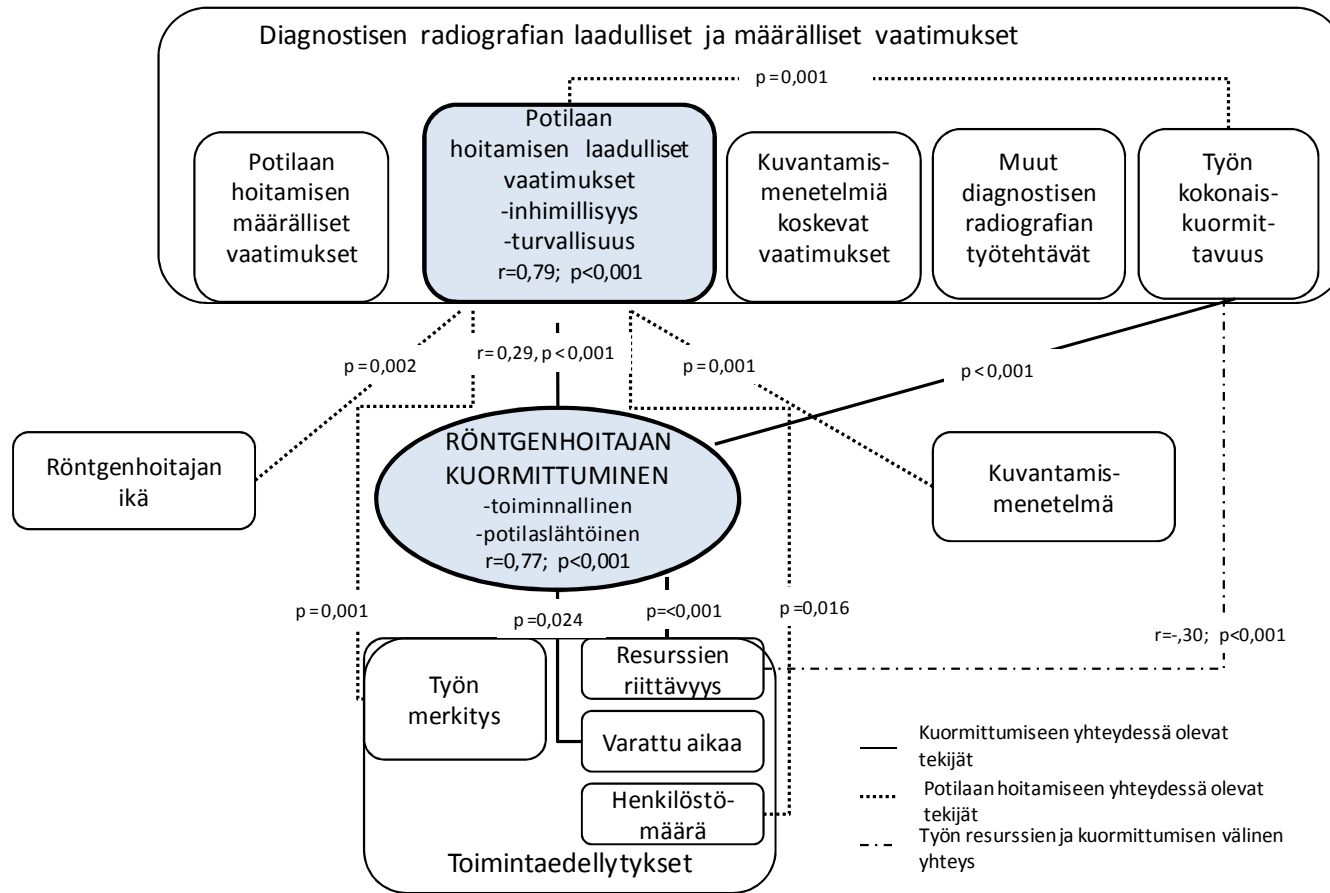 Diagnostisen radiografian laadulliset ja määrälliset vaatimukset
p=0,001
Potilaan
hoitamisen
määrälliset
vaatimukset
Potilaan
hoitamisen laadulliset
vaatimukset
-inhimillisyys
-turvallisuus
r=0,79; p<0,001
Kuvantamis-
menetelmiä
koskevat
vaatimukset
Muut
diagnostisen
radiografian
työtehtävät
Työn
kokonais-
kuormit-
tavuus
p=0,002
r=0,29, p<0,001
p=0,001
p<0,001
Röntgenhoitajan
ikä
RÖNTGENHOITAJAN
KUORMITTUMINEN
-toiminnallinen
-potilaslähtöinen
r=0,77; p<0,001
Kuvantamis-
menetelmä
p=0,001
p=0,024
p=<0,001
p=0,016
r=-,30; p<0,001
Työn
merkitys
Resurssien
riittävyys
Varattu aikaa
Henkilöstö-
määrä
Toimintaedellytykset
Kuormittumiseen yhteydessä olevat
tekijät
Potilaan hoitamiseen yhteydessä olevat
tekijät
Työn resurssien ja kuormittumisen välinen
yhteys